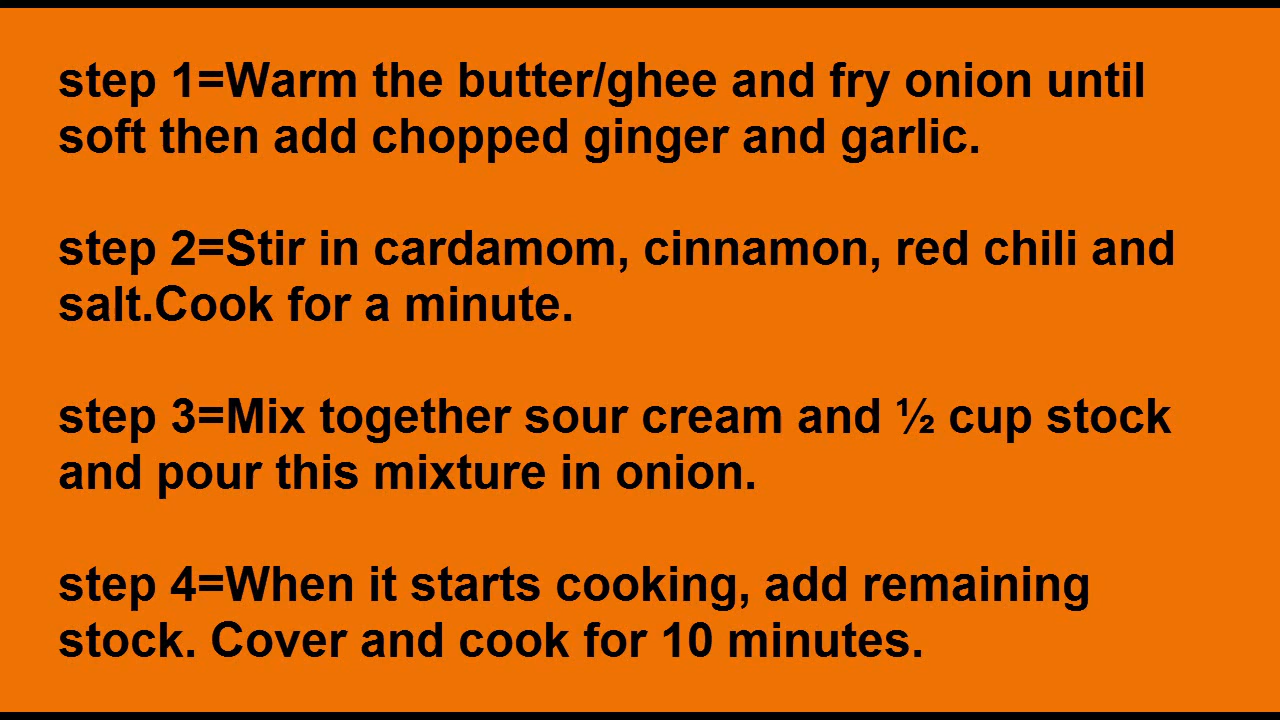 step 1=Warm the butter/ghee and fry onion until
soft then add chopped ginger and garlic.
step 2=Stir in cardamom, cinnamon, red chili and
salt.Cook for a minute.
step 3=Mix together sour cream and ½ cup stock
and pour this mixture in onion.
step 4=When it starts cooking, add remaining
stock. Cover and cook for 10 minutes.